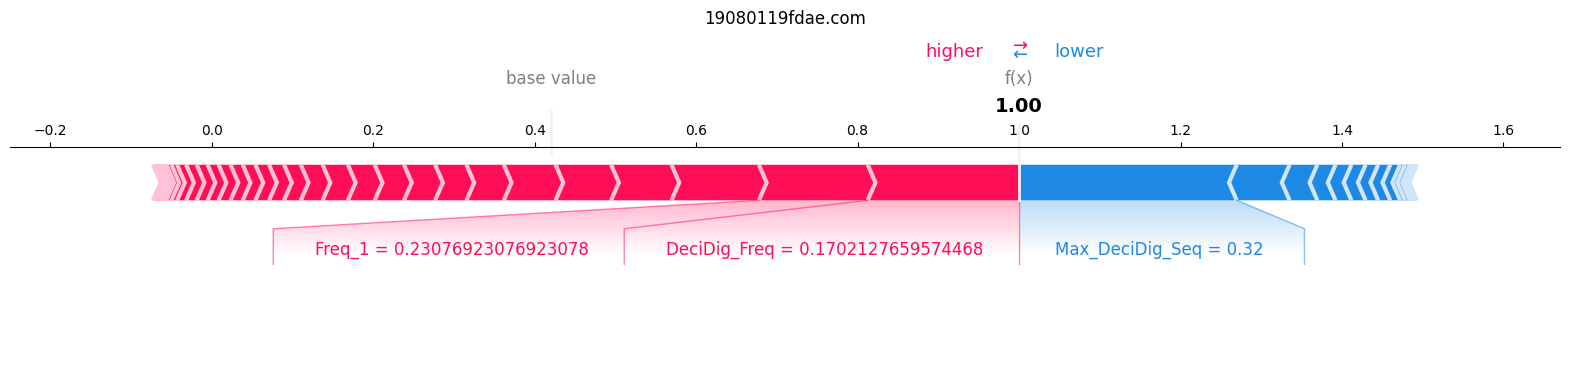 19080119fdae.com
higher ⇄ lower
base value f(x)
1.00
−0.2 0.0 0.2 0.4 0.6 0.8 1.0 1.2 1.4 1.6
Freq_1 = 0.23076923076923078 DeciDig_Freq = 0.1702127659574468 Max_DeciDig_Seq = 0.32